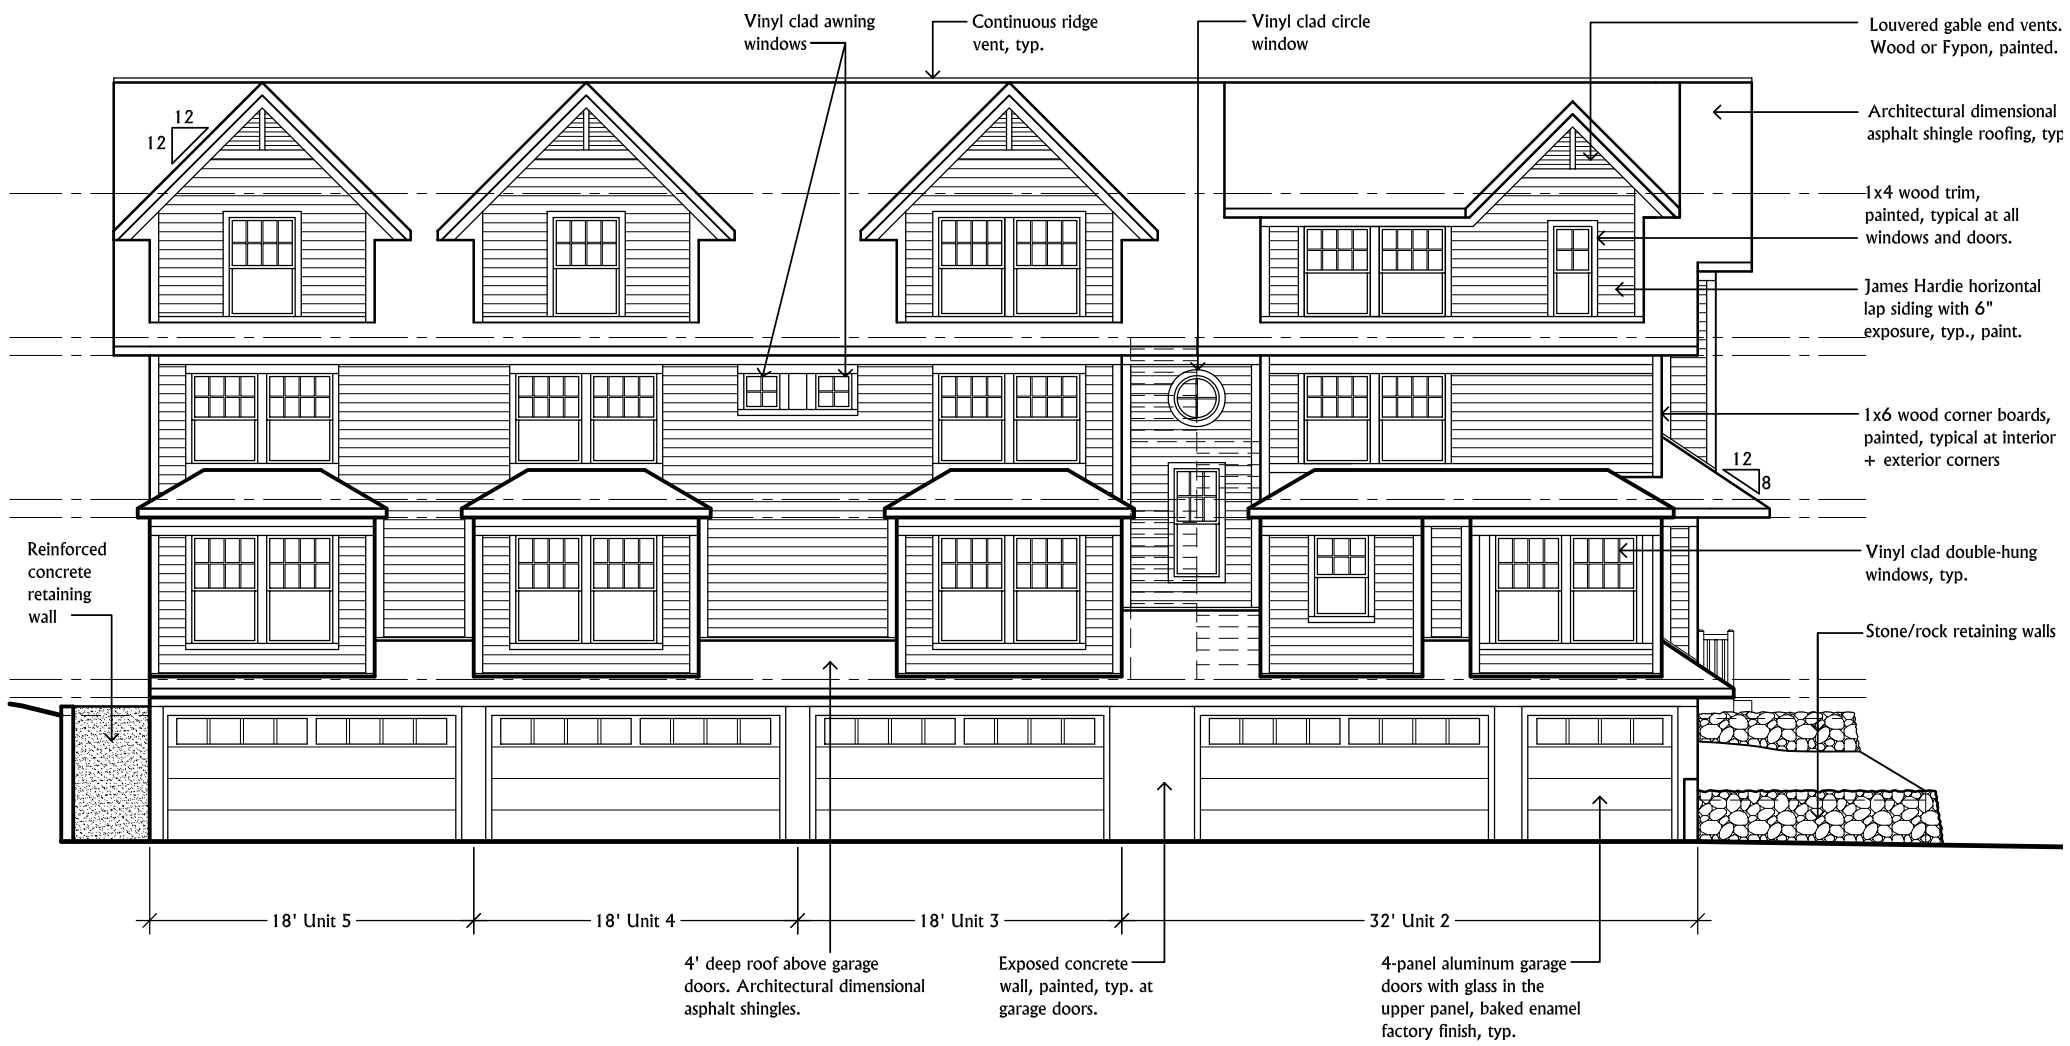 Vinyl clad awning
windows
Continuous ridge
vent, typ.
Vinyl clad circle
window
Louvered gable end vents.
Wood or Fypon, painted.
12
12
Architectural dimensional
asphalt shingle roofing, typ
1x4 wood trim,
painted, typical at all
windows and doors.
James Hardie horizontal
lap siding with 6"
exposure, typ., paint.
1x6 wood corner boards,
painted, typical at interior
+ exterior corners
12
8
Reinforced
concrete
retaining
wall
Vinyl clad double-hung
windows, typ.
Stone/rock retaining walls
18' Unit 5
18' Unit 4
18' Unit 3
32' Unit 2
4' deep roof above garage
doors. Architectural dimensional
asphalt shingles.
Exposed concrete
wall, painted, typ. at
garage doors.
4-panel aluminum garage
doors with glass in the
upper panel, baked enamel
factory finish, typ.